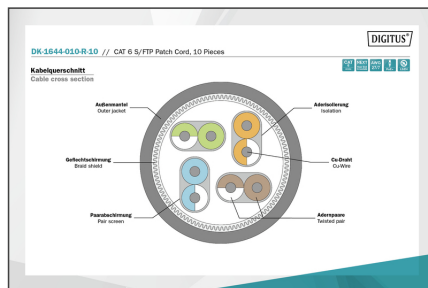 DIGITUS®
DK-1644-010-R-10 // CAT 6 S/FTP Patch Cord, 10 Pieces
Kabelquerschnitt
Cable cross section
Außenmantel
Outer jacket
Aderisolierung
Isolation
Geflechtschirmung
Braid shield
Cu-Draht
Cu-Wire
Paarabschirmung
Pair screen
Adernpaare
Twisted pair